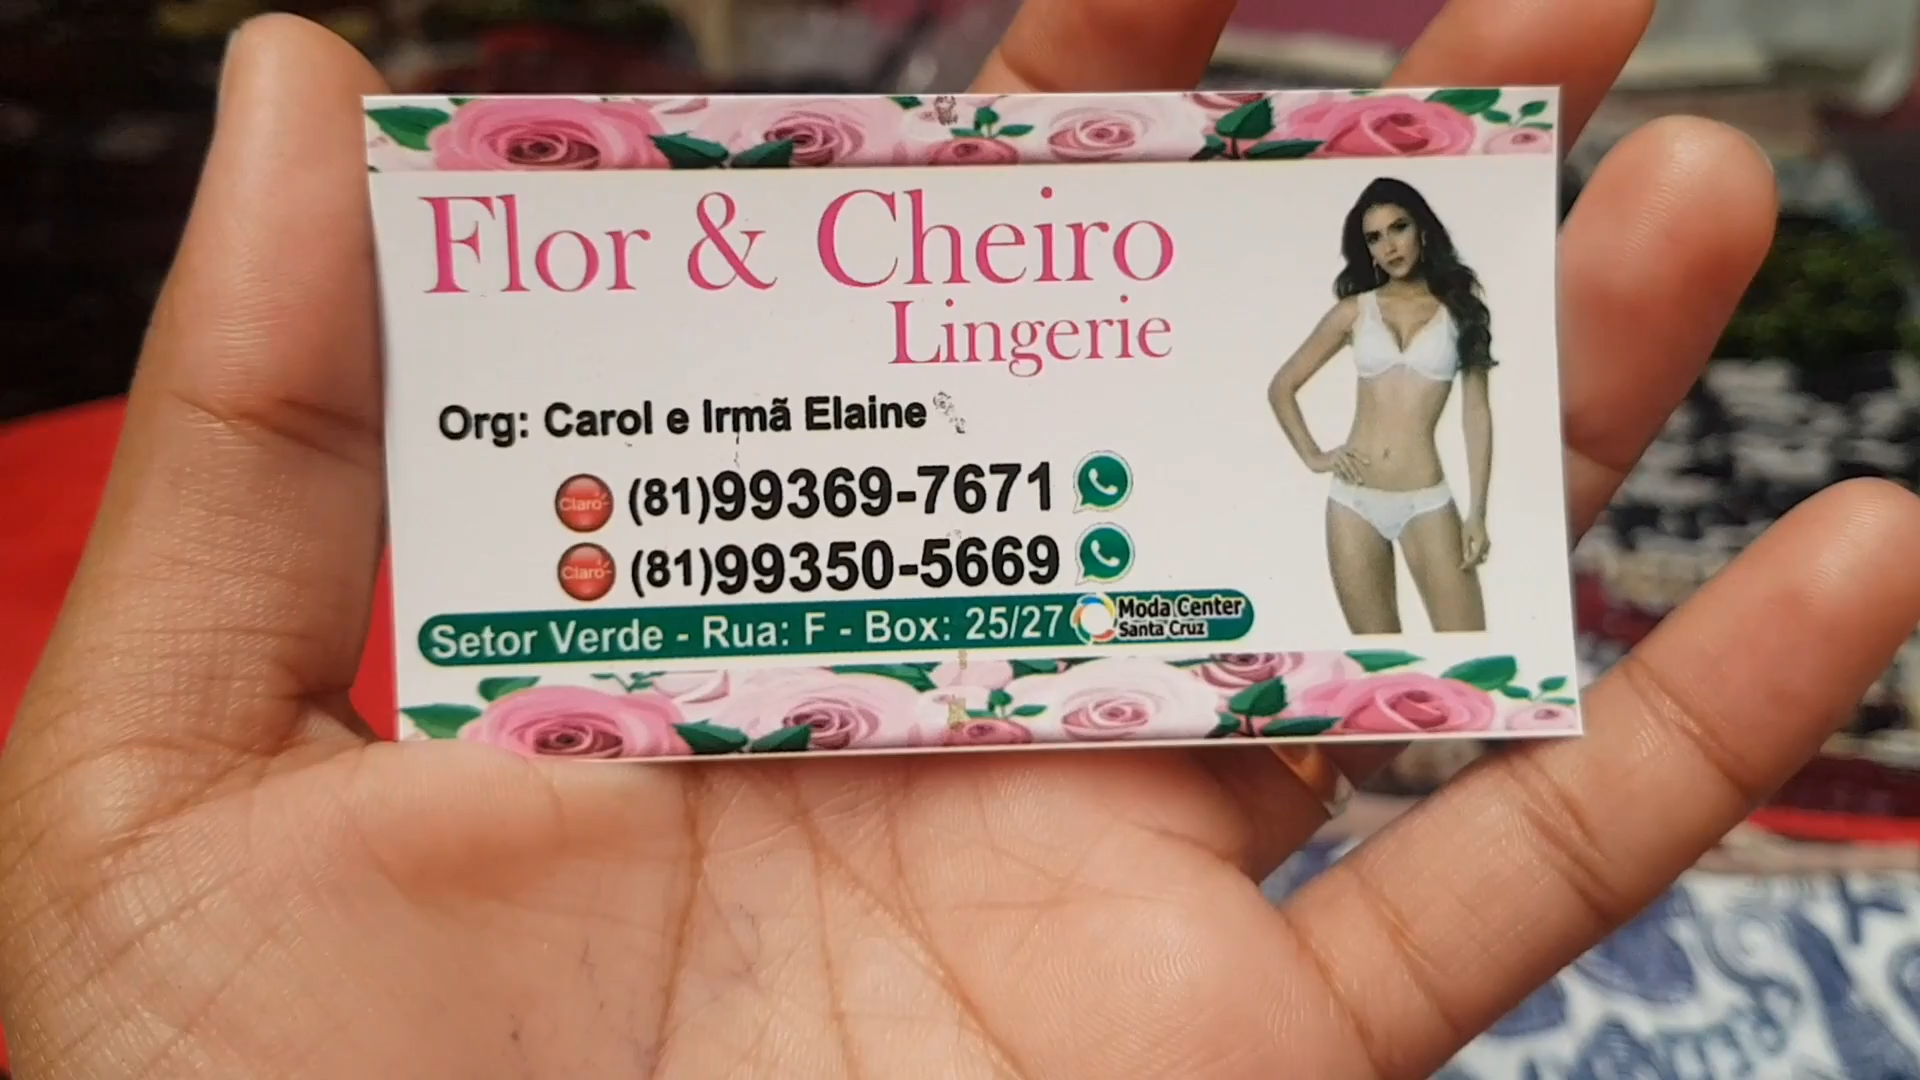 Flor & Cheiro
Lingerie
Org: Carol e Irmã Elaine
Claro (81)99369-7671
Claro (81)99350-5669
Setor Verde - Rua: F - Box: 25/27 Moda Center
Santa Cruz